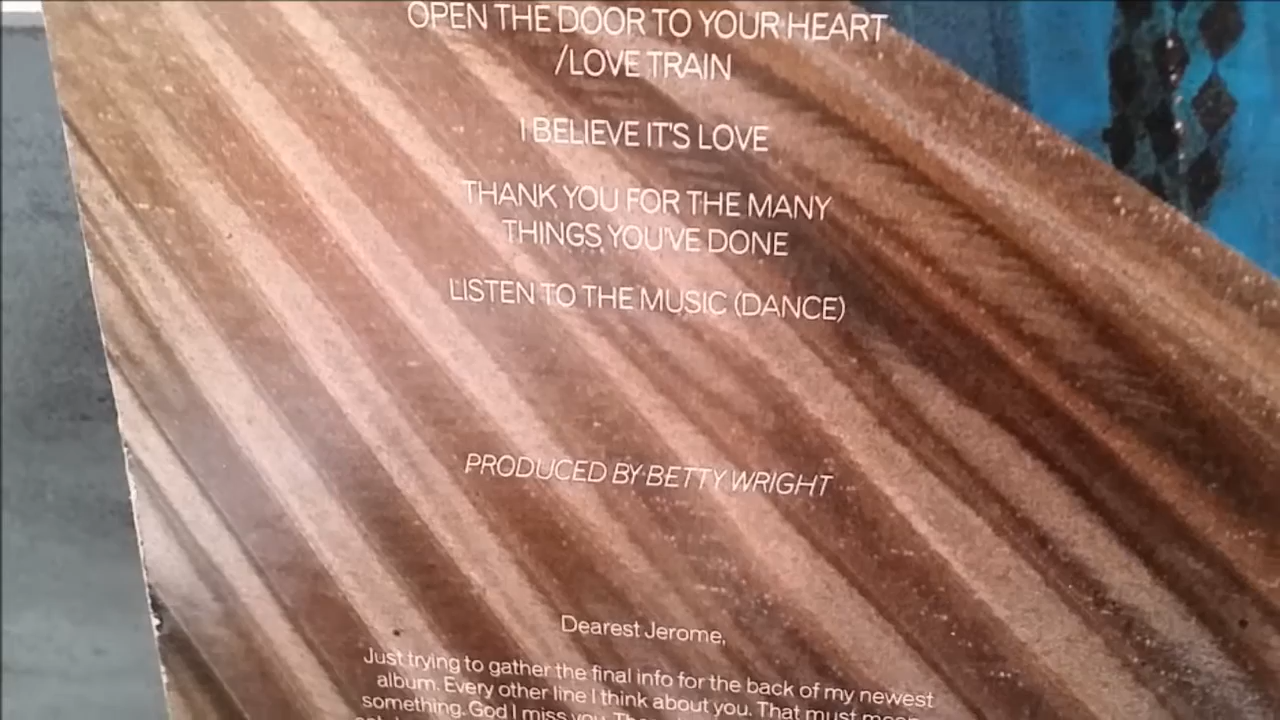 OPEN THE DOOR TO YOUR HEART
/LOVE TRAIN
I BELIEVE IT'S LOVE
THANK YOU FOR THE MANY
THINGS YOU'VE DONE
LISTEN TO THE MUSIC (DANCE)
PRODUCED BY BETTY WRIGHT
Dearest Jerome,
Just trying to gather the final info for the back of my newest
album. Every other line I think about you. That must mean
something. God I miss you.